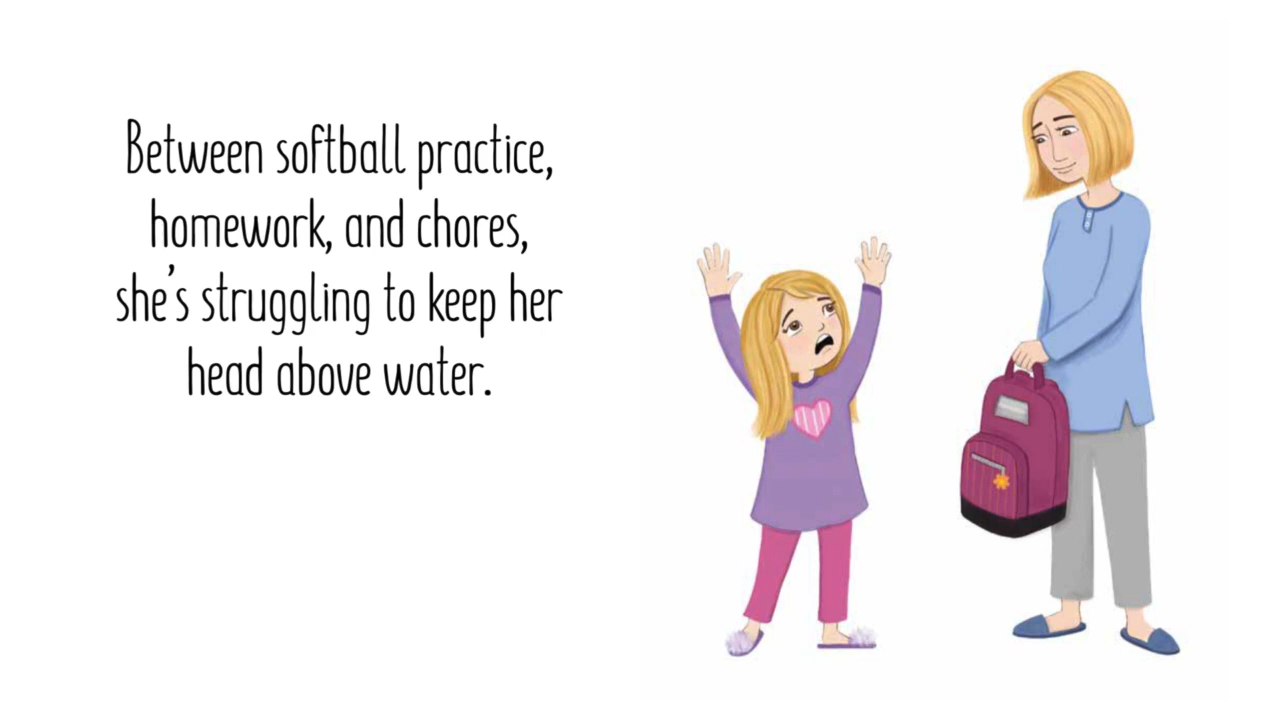 Between softball practice,
homework, and chores,
she's struggling to keep her
head above water.